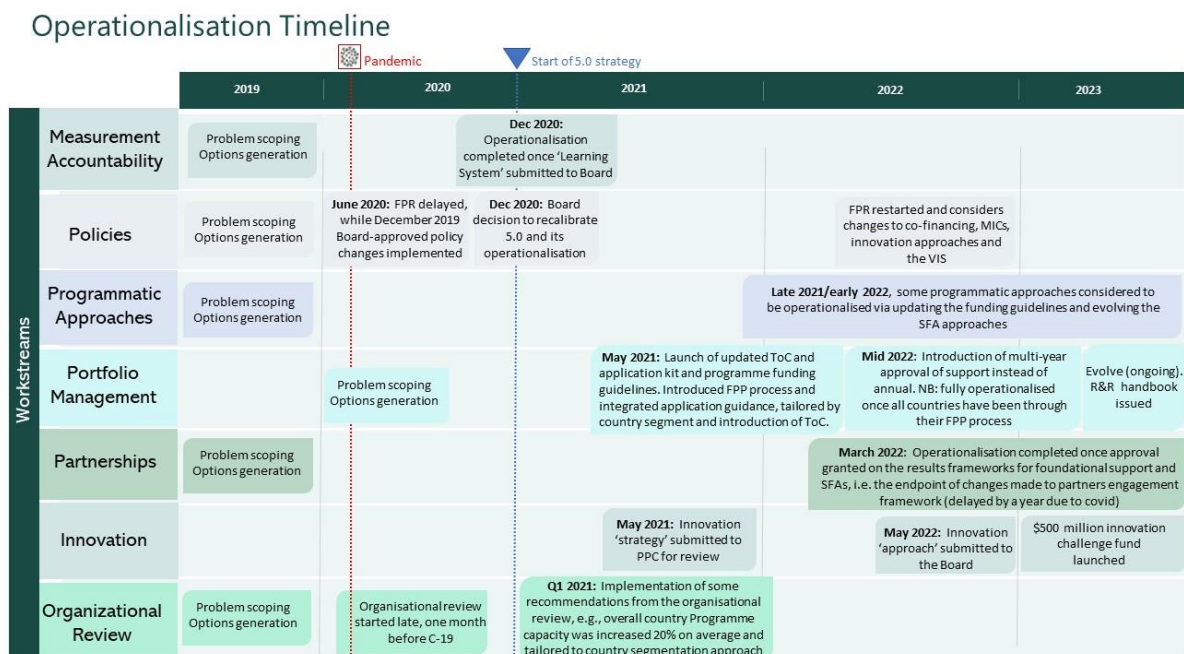 Operationalisation Timeline
Pandemic
Start of 5.0 strategy
2019
2020
2021
2022
2023
Workstreams
Measurement
Accountability
Problem scoping
Options generation
Dec 2020:
Operationalisation
completed once ‘Learning
System’ submitted to Board
Policies
Problem scoping
Options generation
June 2020: FPR delayed,
while December 2019
Board-approved policy
changes implemented
Dec 2020: Board
decision to recalibrate
5.0 and its
operationalisation
FPR restarted and considers
changes to co-financing, MICs,
innovation approaches and
the VIS
Programmatic
Approaches
Problem scoping
Options generation
Late 2021/early 2022, some programmatic approaches considered to
be operationalised via updating the funding guidelines and evolving the
SFA approaches
Portfolio
Management
Problem scoping
Options generation
May 2021: Launch of updated ToC and
application kit and programme funding
guidelines. Introduced FPP process and
integrated application guidance, tailored by
country segment and introduction of ToC.
Mid 2022: Introduction of multi-year
approval of support instead of
annual. NB: fully operationalised
once all countries have been through
their FPP process
Evolve (ongoing).
R&R handbook
issued
Partnerships
Problem scoping
Options generation
March 2022: Operationalisation completed once approval
granted on the results frameworks for foundational support and
SFAs, i.e. the endpoint of changes made to partners engagement
framework (delayed by a year due to covid)
Innovation
May 2021: Innovation
‘strategy’ submitted to
PPC for review
May 2022: Innovation
‘approach’ submitted to
the Board
$500 million innovation
challenge fund
launched
Organizational
Review
Problem scoping
Options generation
Organisational review
started late, one month
before C-19
Q1 2021: Implementation of some
recommendations from the organisational
review, e.g., overall country Programme
capacity was increased 20% on average and
tailored to country segmentation approach